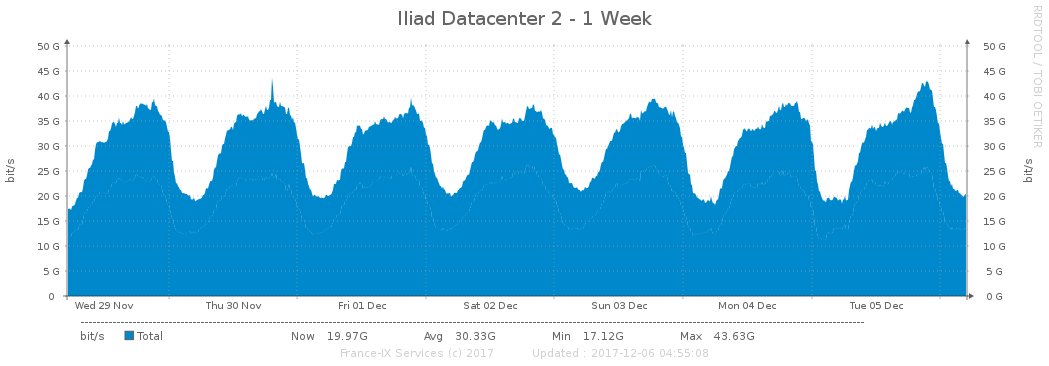 Iliad Datacenter 2 - 1 Week
RRDTOOL / TOBI OETIKER
bit/s
50 G 50 G
45 G 45 G
40 G 40 G
35 G 35 G
30 G 30 G
25 G 25 G
20 G 20 G
15 G 15 G
10 G 10 G
5 G 5 G
0 0 G
bit/s
Wed 29 Nov Thu 30 Nov Fri 01 Dec Sat 02 Dec Sun 03 Dec Mon 04 Dec Tue 05 Dec
bit/s Total Now 19.97G Avg 30.33G Min 17.12G Max 43.63G
France-IX Services (c) 2017 Updated : 2017-12-06 04:55:08